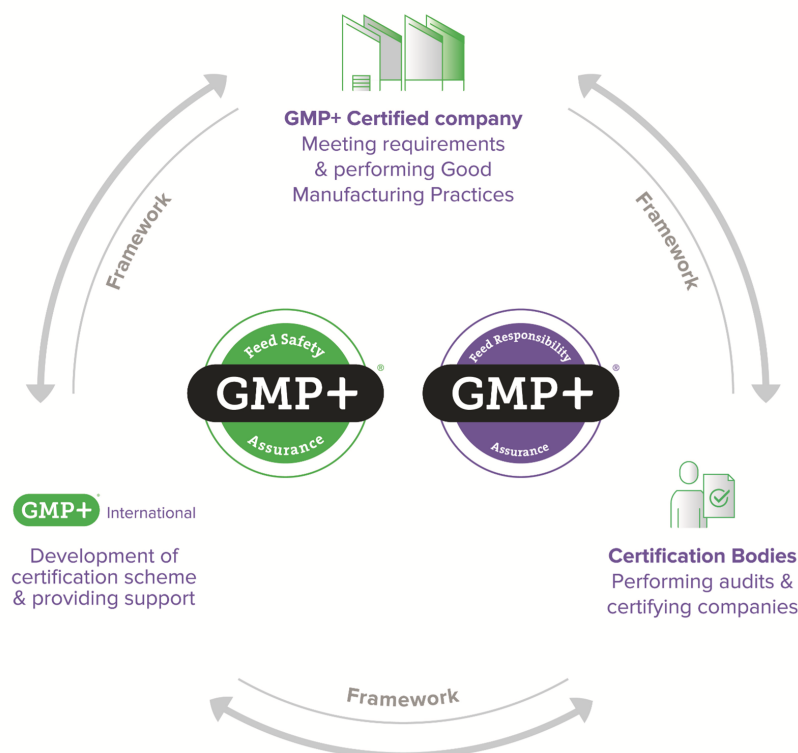 GMP+ Certified company
Meeting requirements
& performing Good
Manufacturing Practices
Framework
Framework
Feed Safety
GMP+
Assurance
®
Feed Responsibility
GMP+
Assurance
®
GMP+® International
Development of
certification scheme
& providing support
Certification Bodies
Performing audits &
certifying companies
Framework